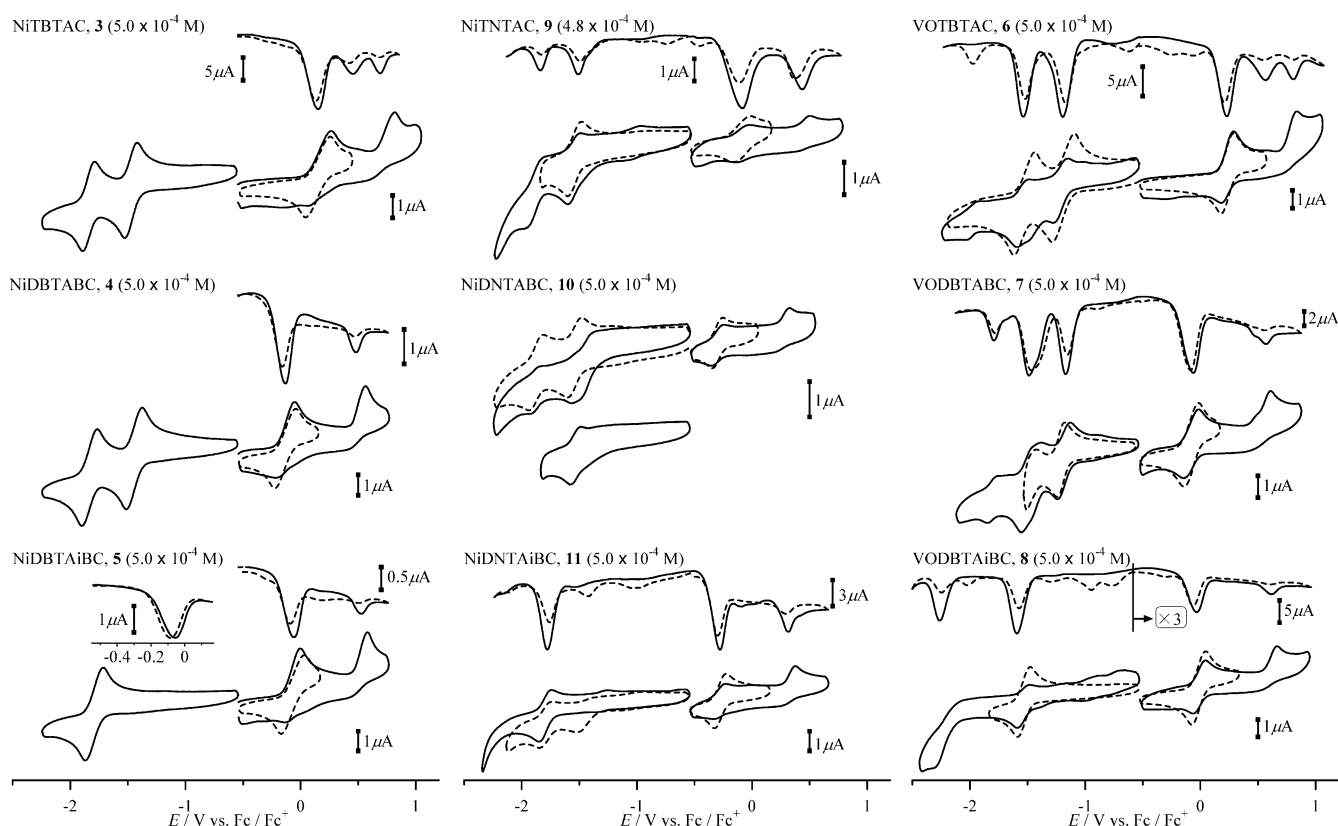 NiTBTAC, 3 (5.0 x 10⁻⁴ M)
5μA
1μA
NiTNTAC, 9 (4.8 x 10⁻⁴ M)
1μA
1μA
VOTBTAC, 6 (5.0 x 10⁻⁴ M)
5μA
1μA
NiDBTABC, 4 (5.0 x 10⁻⁴ M)
1μA
1μA
NiDNTABC, 10 (5.0 x 10⁻⁴ M)
1μA
VODBTABC, 7 (5.0 x 10⁻⁴ M)
2μA
1μA
NiDBTAiBC, 5 (5.0 x 10⁻⁴ M)
0.5μA
1μA
-0.4 -0.2 0
1μA
NiDNTAiBC, 11 (5.0 x 10⁻⁴ M)
3μA
1μA
VODBTAiBC, 8 (5.0 x 10⁻⁴ M)
×3
5μA
1μA
-2 -1 0 1
E / V vs. Fc / Fc⁺
-2 -1 0 1
E / V vs. Fc / Fc⁺
-2 -1 0 1
E / V vs. Fc / Fc⁺